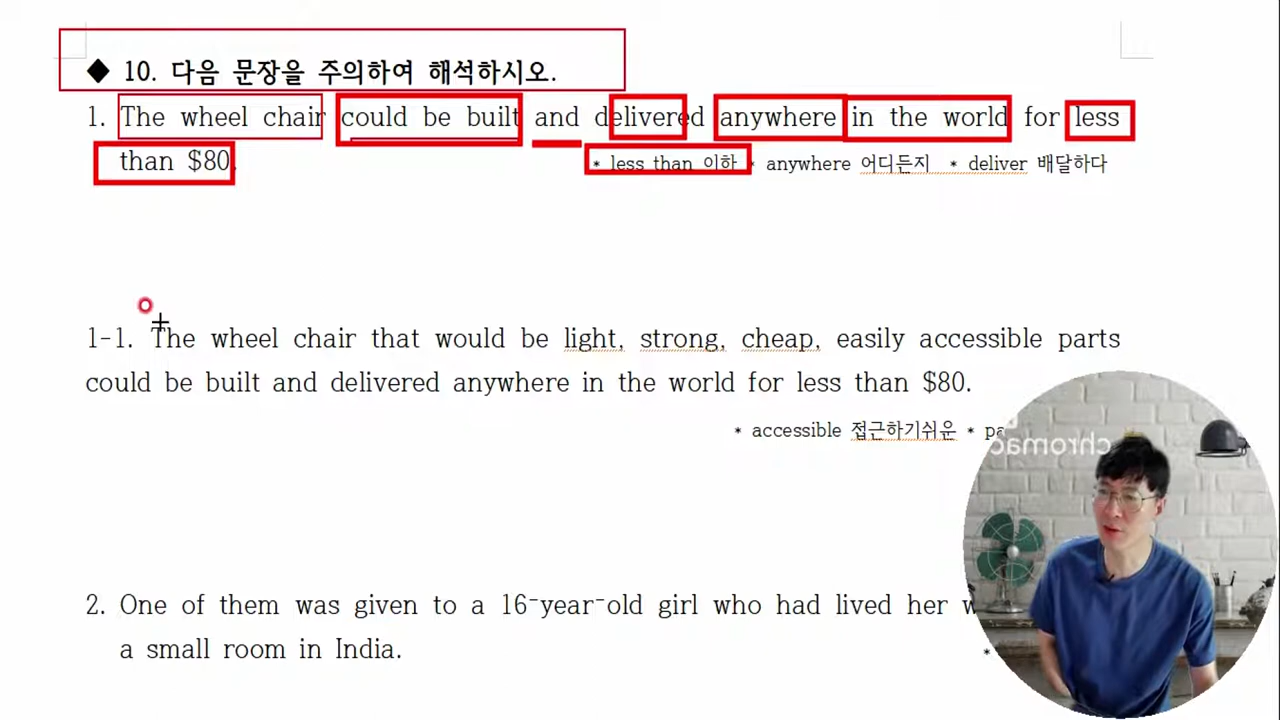 ◆ 10. 다음 문장을 주의하여 해석하시오.
1. The wheel chair could be built and delivered anywhere in the world for less
than $80.
* less than 이하 * anywhere 어디든지 * deliver 배달하다
1-1. The wheel chair that would be light, strong, cheap, easily accessible parts
could be built and delivered anywhere in the world for less than $80.
* accessible 접근하기쉬운 *
2. One of them was given to a 16-year-old girl who had lived her
a small room in India.
*